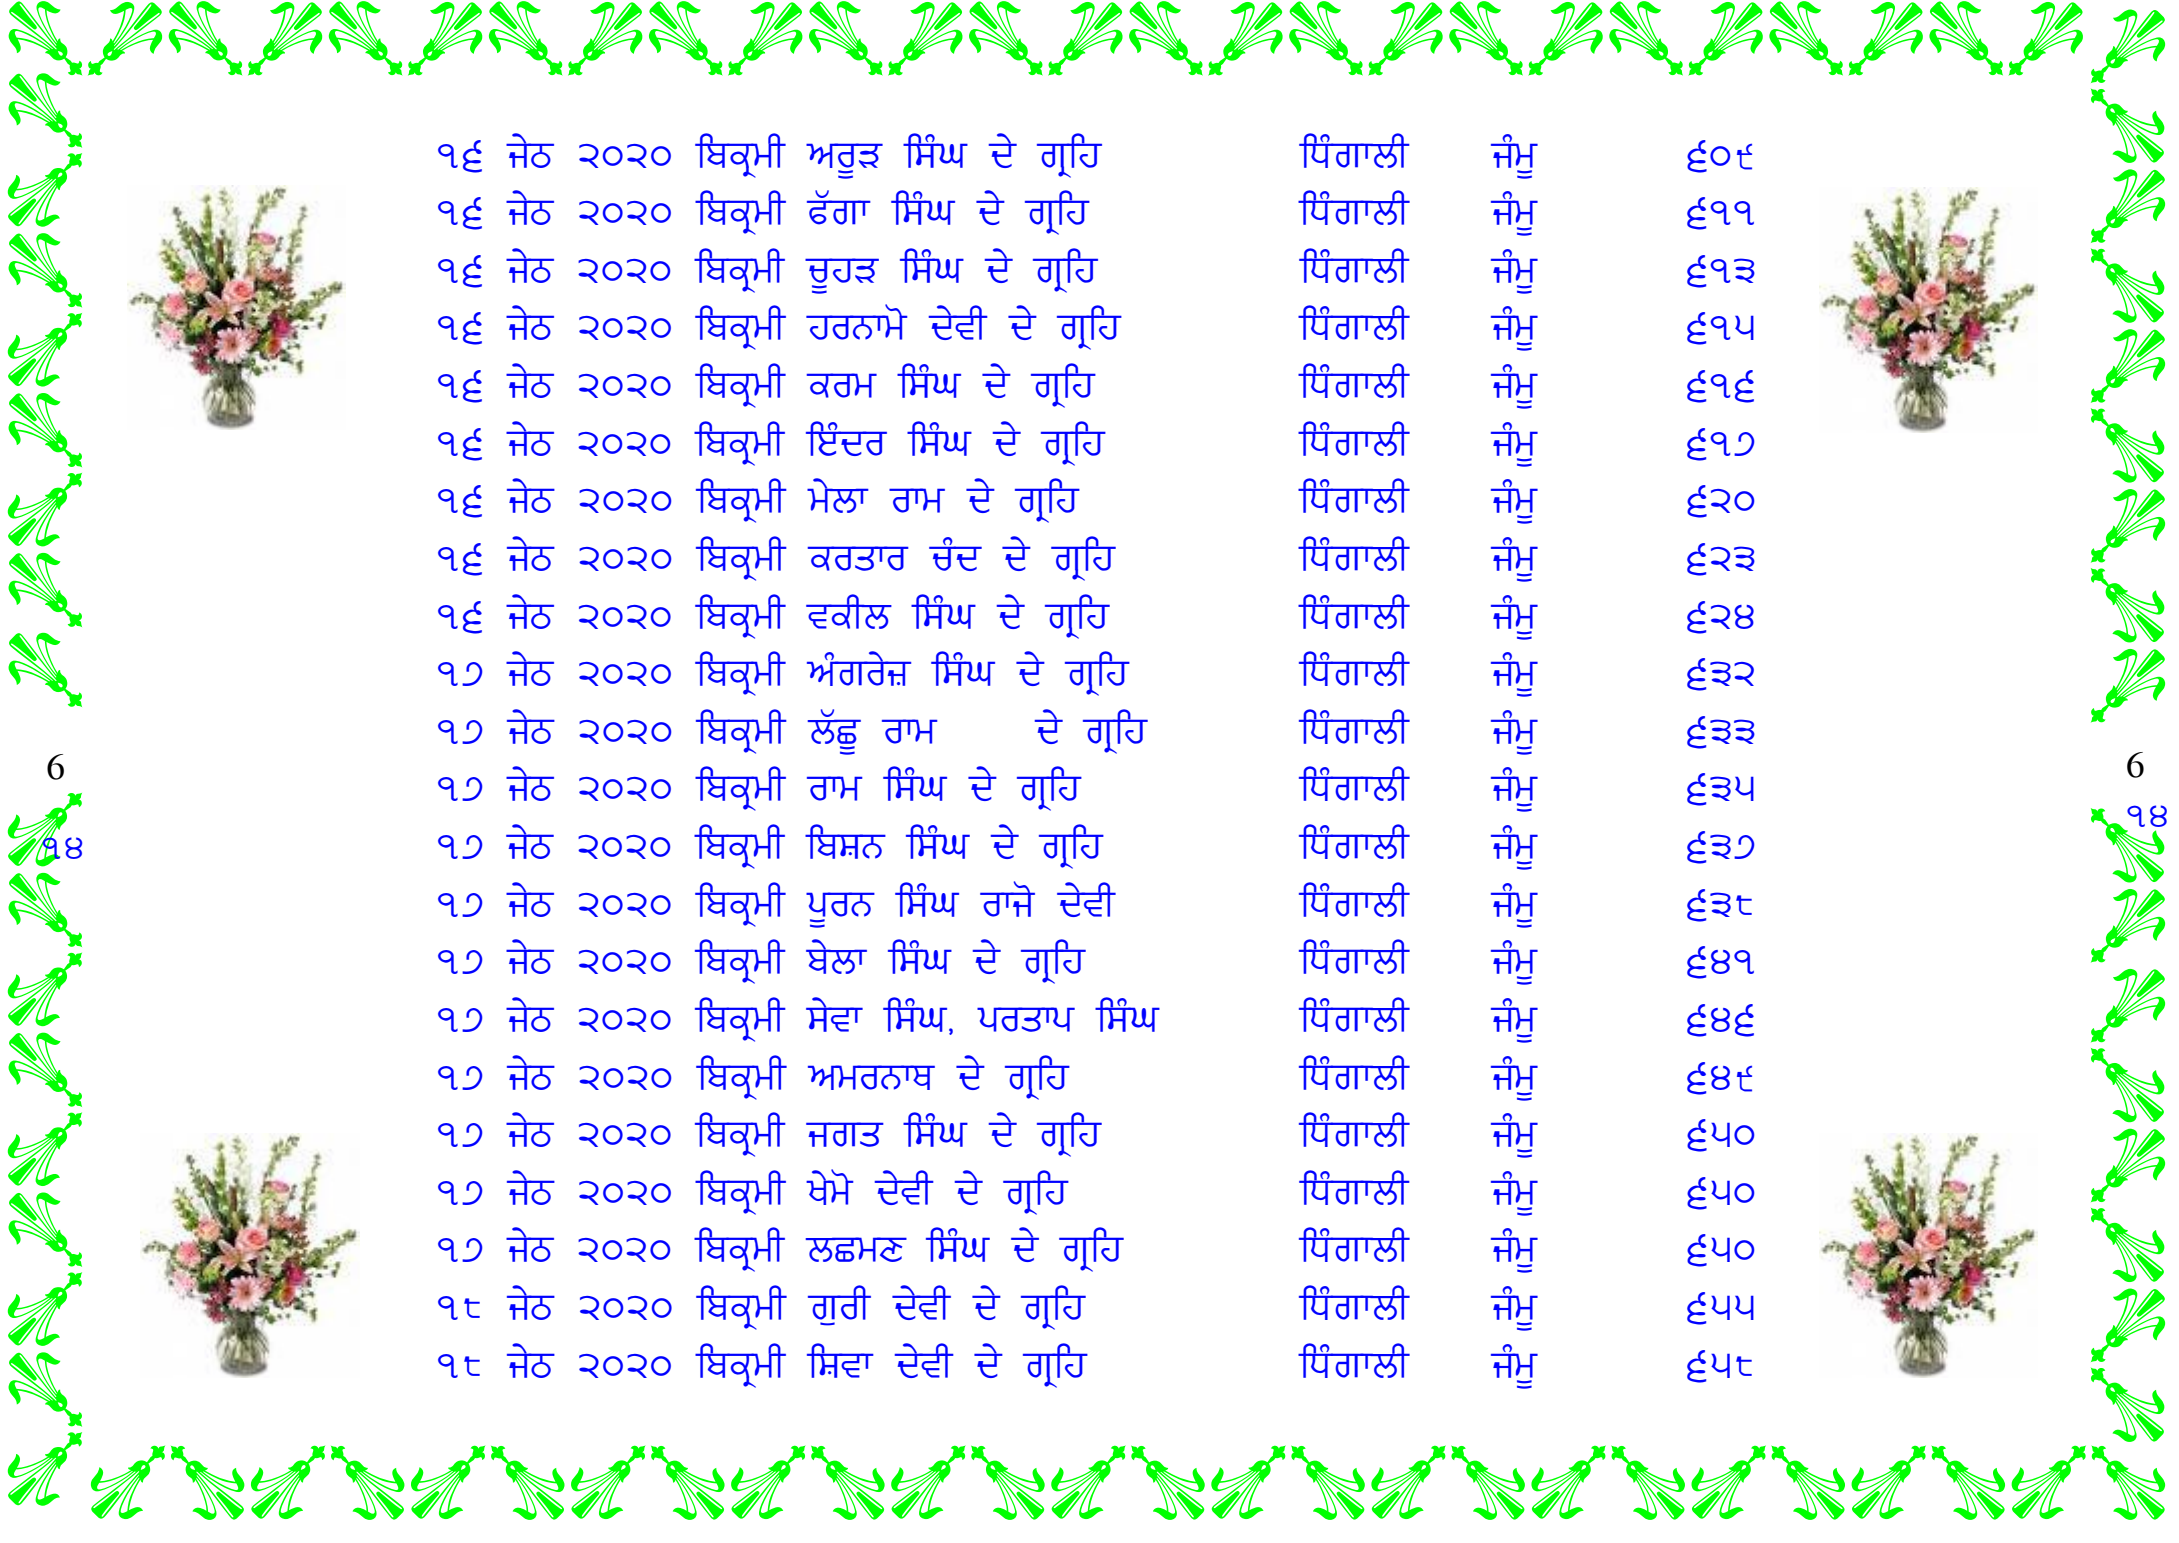 ੧੬ ਜੇਠ ੨੦੨੦ ਬਿਕ੍ਰਮੀ ਅਰੂੜ ਸਿੰਘ ਦੇ ਗ੍ਰਹਿ ਧਿੰਗਾਲੀ ਜੰਮੂ ੬੦੯
੧੬ ਜੇਠ ੨੦੨੦ ਬਿਕ੍ਰਮੀ ਫੱਗਾ ਸਿੰਘ ਦੇ ਗ੍ਰਹਿ ਧਿੰਗਾਲੀ ਜੰਮੂ ੬੧੧
੧੬ ਜੇਠ ੨੦੨੦ ਬਿਕ੍ਰਮੀ ਚੂਹੜ ਸਿੰਘ ਦੇ ਗ੍ਰਹਿ ਧਿੰਗਾਲੀ ਜੰਮੂ ੬੧੩
੧੬ ਜੇਠ ੨੦੨੦ ਬਿਕ੍ਰਮੀ ਹਰਨਾਮੋ ਦੇਵੀ ਦੇ ਗ੍ਰਹਿ ਧਿੰਗਾਲੀ ਜੰਮੂ ੬੧੫
੧੬ ਜੇਠ ੨੦੨੦ ਬਿਕ੍ਰਮੀ ਕਰਮ ਸਿੰਘ ਦੇ ਗ੍ਰਹਿ ਧਿੰਗਾਲੀ ਜੰਮੂ ੬੧੬
੧੬ ਜੇਠ ੨੦੨੦ ਬਿਕ੍ਰਮੀ ਇੰਦਰ ਸਿੰਘ ਦੇ ਗ੍ਰਹਿ ਧਿੰਗਾਲੀ ਜੰਮੂ ੬੧੭
੧੬ ਜੇਠ ੨੦੨੦ ਬਿਕ੍ਰਮੀ ਮੇਲਾ ਰਾਮ ਦੇ ਗ੍ਰਹਿ ਧਿੰਗਾਲੀ ਜੰਮੂ ੬੨੦
੧੬ ਜੇਠ ੨੦੨੦ ਬਿਕ੍ਰਮੀ ਕਰਤਾਰ ਚੰਦ ਦੇ ਗ੍ਰਹਿ ਧਿੰਗਾਲੀ ਜੰਮੂ ੬੨੩
੧੬ ਜੇਠ ੨੦੨੦ ਬਿਕ੍ਰਮੀ ਵਕੀਲ ਸਿੰਘ ਦੇ ਗ੍ਰਹਿ ਧਿੰਗਾਲੀ ਜੰਮੂ ੬੨੪
੧੭ ਜੇਠ ੨੦੨੦ ਬਿਕ੍ਰਮੀ ਅੰਗਰੇਜ਼ ਸਿੰਘ ਦੇ ਗ੍ਰਹਿ ਧਿੰਗਾਲੀ ਜੰਮੂ ੬੩੨
੧੭ ਜੇਠ ੨੦੨੦ ਬਿਕ੍ਰਮੀ ਲੱਛੂ ਰਾਮ ਦੇ ਗ੍ਰਹਿ ਧਿੰਗਾਲੀ ਜੰਮੂ ੬੩੩
6 6
੧੭ ਜੇਠ ੨੦੨੦ ਬਿਕ੍ਰਮੀ ਰਾਮ ਸਿੰਘ ਦੇ ਗ੍ਰਹਿ ਧਿੰਗਾਲੀ ਜੰਮੂ ੬੩੫
੧੪ ੧੪
੧੭ ਜੇਠ ੨੦੨੦ ਬਿਕ੍ਰਮੀ ਬਿਸ਼ਨ ਸਿੰਘ ਦੇ ਗ੍ਰਹਿ ਧਿੰਗਾਲੀ ਜੰਮੂ ੬੩੭
੧੭ ਜੇਠ ੨੦੨੦ ਬਿਕ੍ਰਮੀ ਪੂਰਨ ਸਿੰਘ ਰਾਜੋ ਦੇਵੀ ਧਿੰਗਾਲੀ ਜੰਮੂ ੬੩੮
੧੭ ਜੇਠ ੨੦੨੦ ਬਿਕ੍ਰਮੀ ਬੇਲਾ ਸਿੰਘ ਦੇ ਗ੍ਰਹਿ ਧਿੰਗਾਲੀ ਜੰਮੂ ੬੪੧
੧੭ ਜੇਠ ੨੦੨੦ ਬਿਕ੍ਰਮੀ ਸੇਵਾ ਸਿੰਘ, ਪਰਤਾਪ ਸਿੰਘ ਧਿੰਗਾਲੀ ਜੰਮੂ ੬੪੬
੧੭ ਜੇਠ ੨੦੨੦ ਬਿਕ੍ਰਮੀ ਅਮਰਨਾਥ ਦੇ ਗ੍ਰਹਿ ਧਿੰਗਾਲੀ ਜੰਮੂ ੬੪੯
੧੭ ਜੇਠ ੨੦੨੦ ਬਿਕ੍ਰਮੀ ਜਗਤ ਸਿੰਘ ਦੇ ਗ੍ਰਹਿ ਧਿੰਗਾਲੀ ਜੰਮੂ ੬੫੦
੧੭ ਜੇਠ ੨੦੨੦ ਬਿਕ੍ਰਮੀ ਖੇਮੋ ਦੇਵੀ ਦੇ ਗ੍ਰਹਿ ਧਿੰਗਾਲੀ ਜੰਮੂ ੬੫੦
੧੭ ਜੇਠ ੨੦੨੦ ਬਿਕ੍ਰਮੀ ਲਛਮਣ ਸਿੰਘ ਦੇ ਗ੍ਰਹਿ ਧਿੰਗਾਲੀ ਜੰਮੂ ੬੫੦
੧੮ ਜੇਠ ੨੦੨੦ ਬਿਕ੍ਰਮੀ ਗੁਰੀ ਦੇਵੀ ਦੇ ਗ੍ਰਹਿ ਧਿੰਗਾਲੀ ਜੰਮੂ ੬੫੫
੧੮ ਜੇਠ ੨੦੨੦ ਬਿਕ੍ਰਮੀ ਸ਼ਿਵਾ ਦੇਵੀ ਦੇ ਗ੍ਰਹਿ ਧਿੰਗਾਲੀ ਜੰਮੂ ੬੫੮